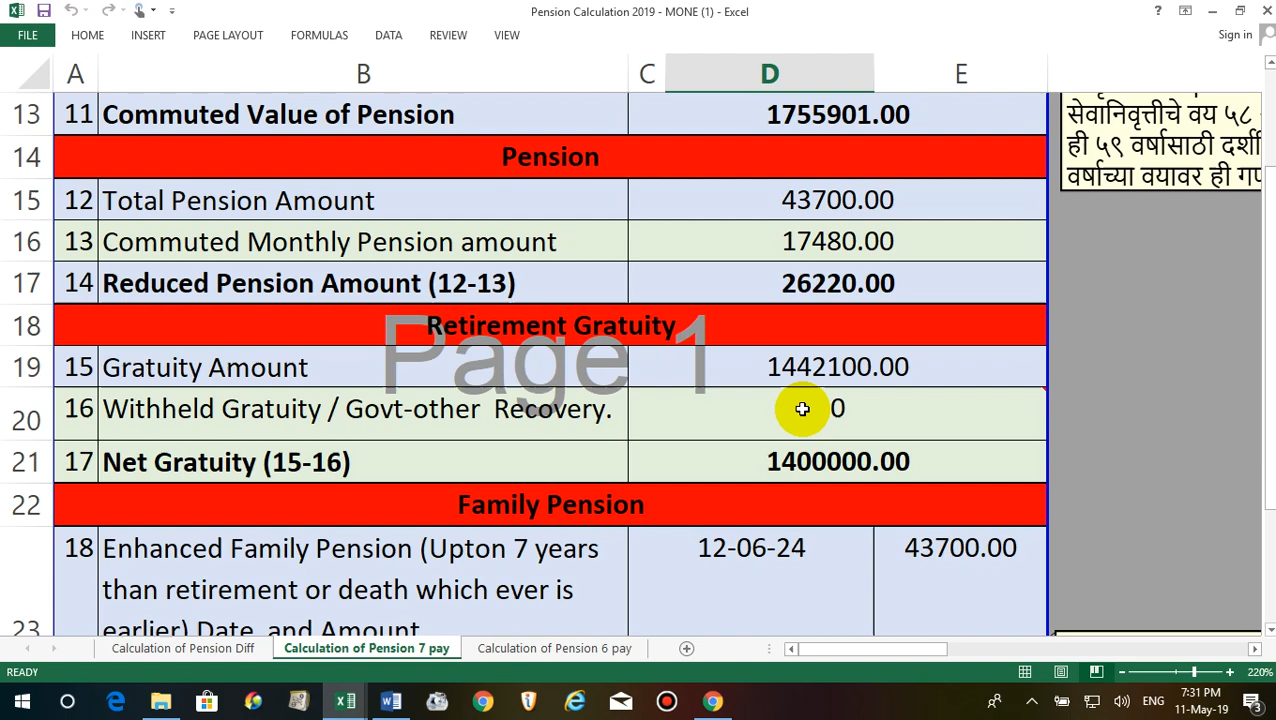 Pension Calculation 2019 - MONE (1) - Excel
?
FILE HOME INSERT PAGE LAYOUT FORMULAS DATA REVIEW VIEW Sign in
A B C D E
13 11 Commuted Value of Pension 1755901.00
14 Pension
15 12 Total Pension Amount 43700.00
16 13 Commuted Monthly Pension amount 17480.00
17 14 Reduced Pension Amount (12-13) 26220.00
18 Retirement Gratuity
19 15 Gratuity Amount 1442100.00
Page 1
20 16 Withheld Gratuity / Govt-other Recovery. 0
21 17 Net Gratuity (15-16) 1400000.00
22 Family Pension
18 Enhanced Family Pension (Upton 7 years 12-06-24 43700.00
than retirement or death which ever is
23 earlier) Date and Amount
सेवानिवृत्तीचे वय ५८
ही ५९ वर्षासाठी
वर्षाच्या वयावर ही
Calculation of Pension Diff Calculation of Pension 7 pay Calculation of Pension 6 pay
READY 220%
ENG 7:31 PM
11-May-19 3